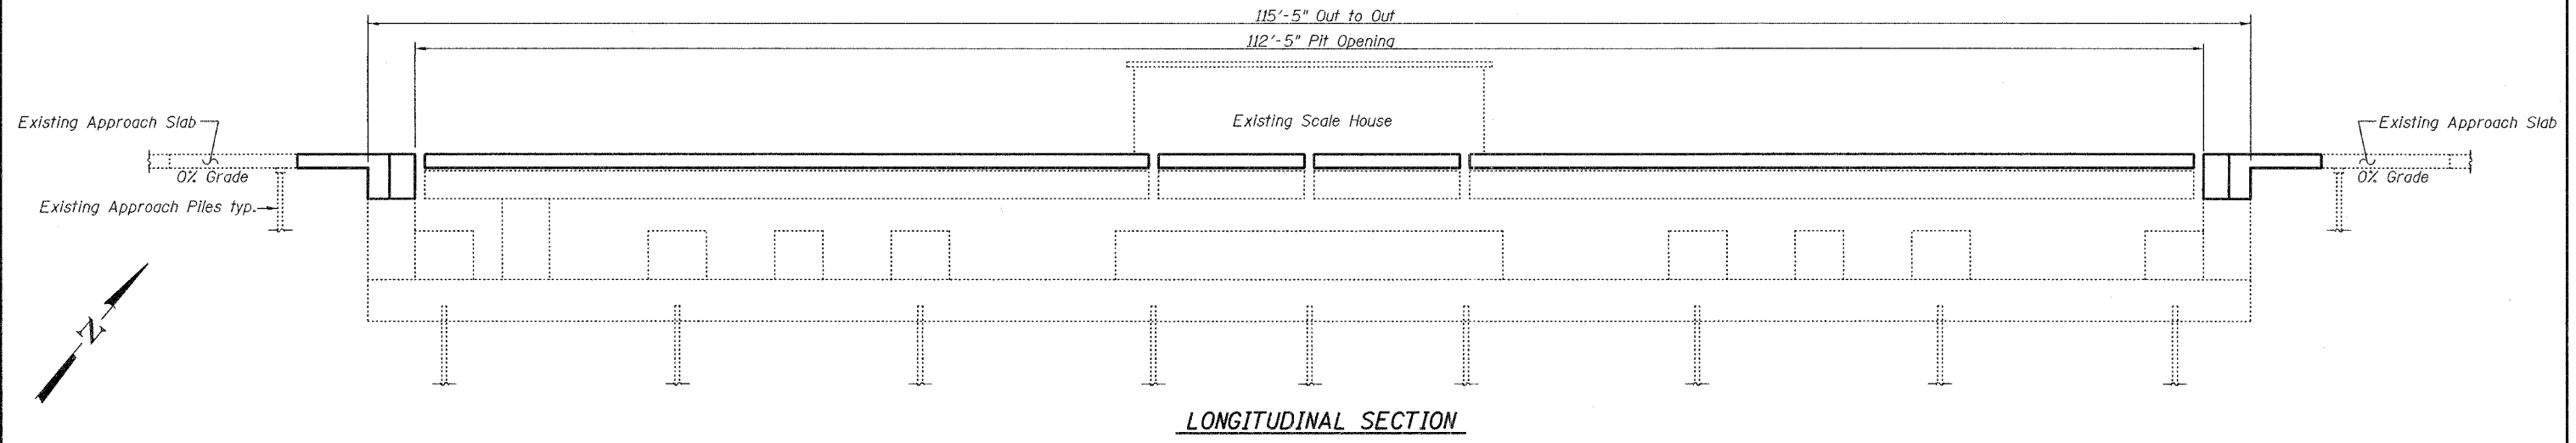 115'-5" Out to Out
112'-5" Pit Opening
Existing Approach Slab
Existing Scale House
Existing Approach Slab
0% Grade
0% Grade
Existing Approach Piles typ.
N
LONGITUDINAL SECTION